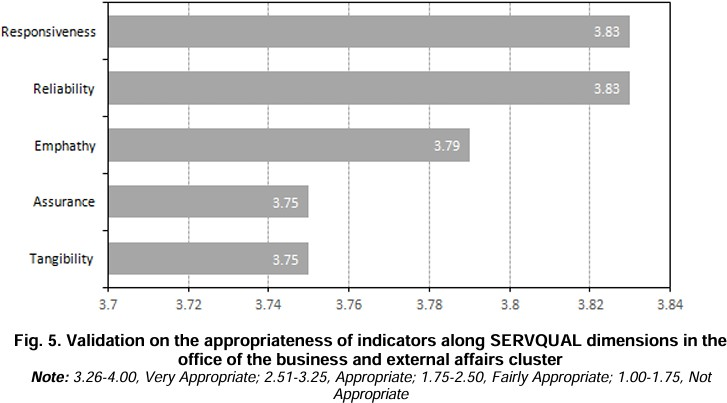 Responsiveness
3.83
Reliability
3.83
Emphathy
3.79
Assurance
3.75
Tangibility
3.75
3.7 3.72 3.74 3.76 3.78 3.8 3.82 3.84
Fig. 5. Validation on the appropriateness of indicators along SERVQUAL dimensions in the
office of the business and external affairs cluster
Note: 3.26-4.00, Very Appropriate; 2.51-3.25, Appropriate; 1.75-2.50, Fairly Appropriate; 1.00-1.75, Not
Appropriate